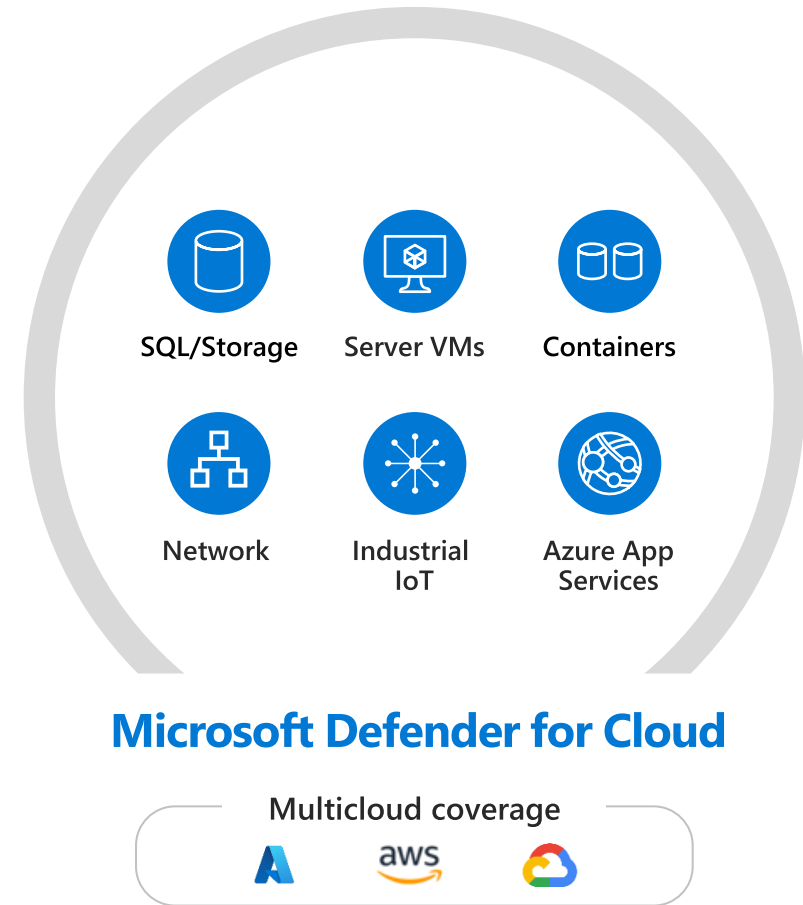 SQL/Storage
Server VMs
Containers
Network
Industrial
IoT
Azure App
Services
Microsoft Defender for Cloud
Multicloud coverage
aws